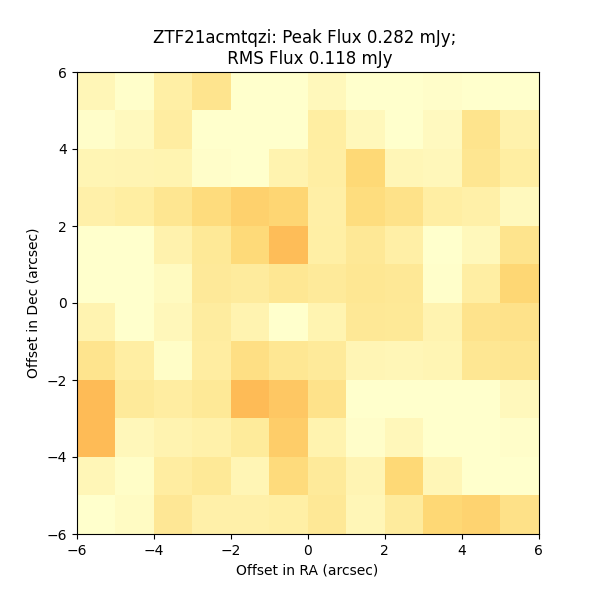 ZTF21acmtqzi: Peak Flux 0.282 mJy;
RMS Flux 0.118 mJy
6
4
2
0
−2
−4
−6
Offset in Dec (arcsec)
−6 −4 −2 0 2 4 6
Offset in RA (arcsec)